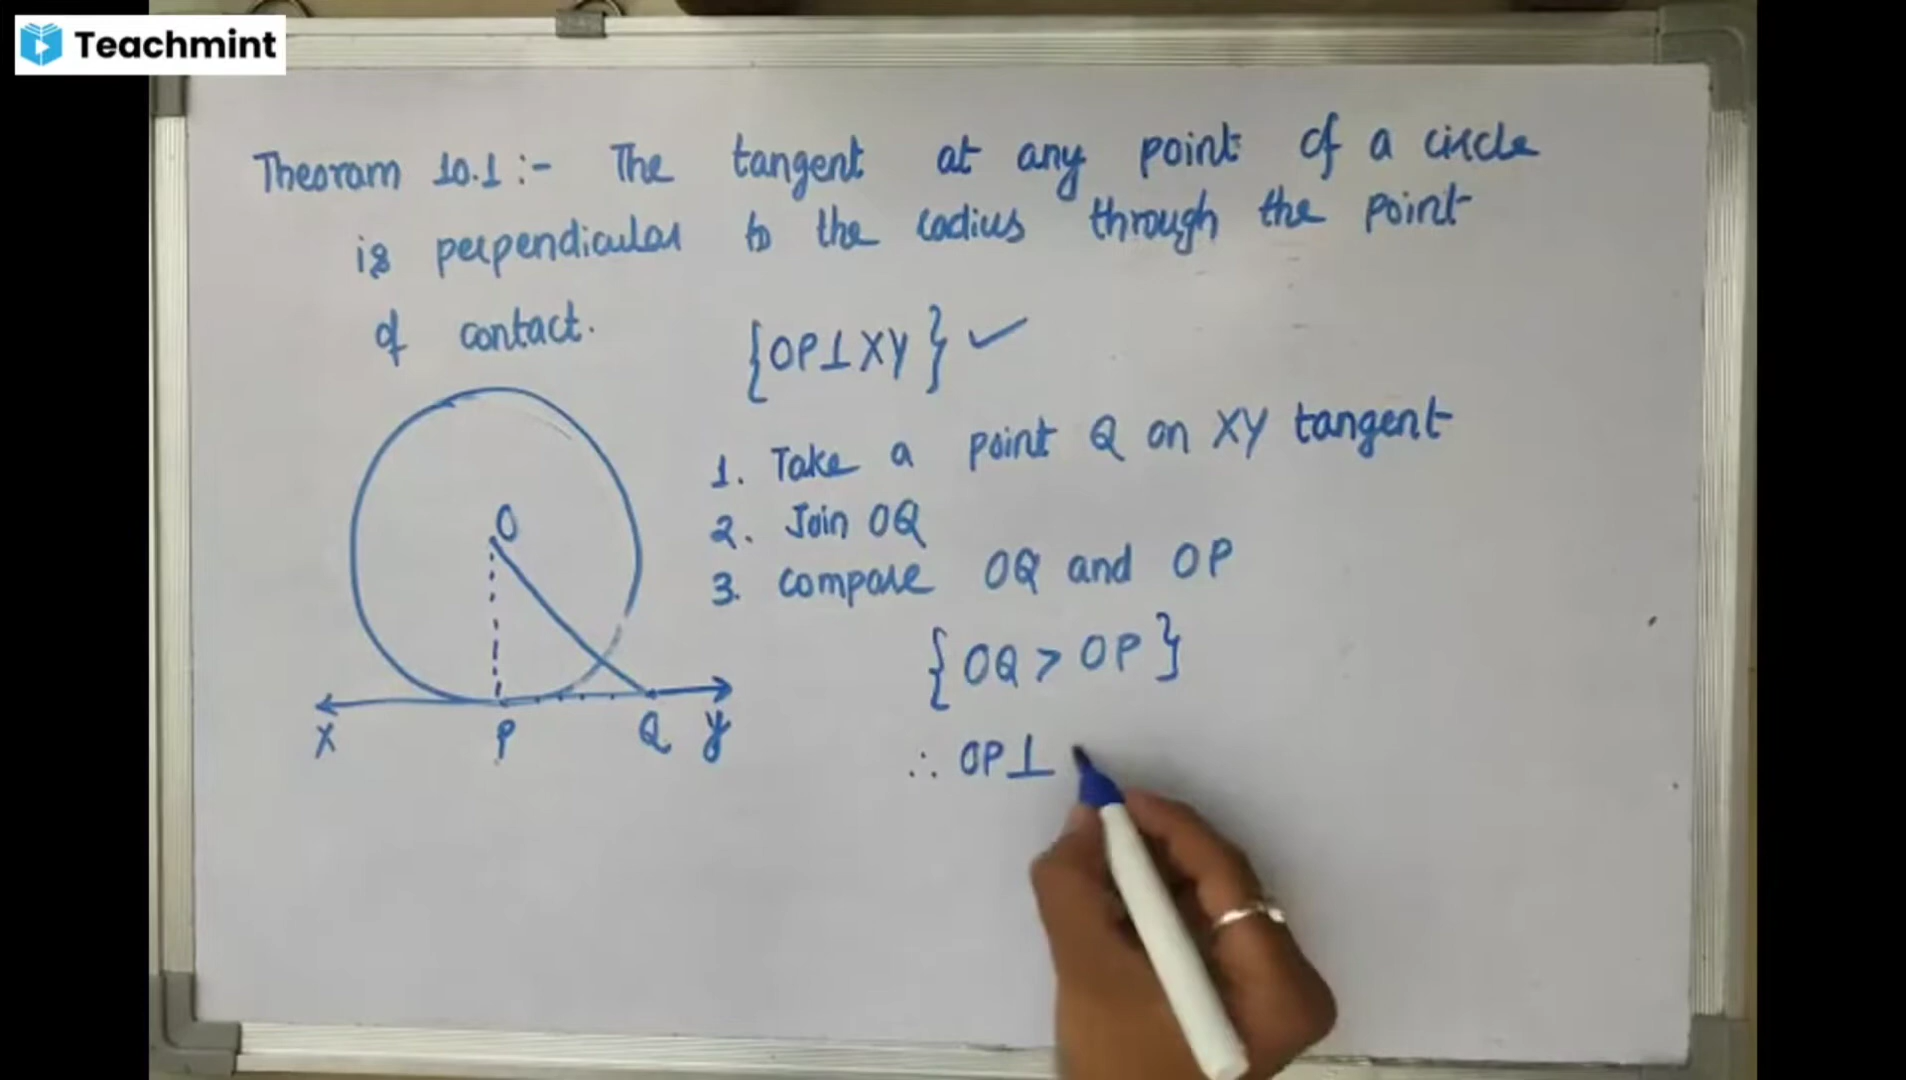 Teachmint
Theoram 10.1 :- The tangent at any point of a circle
is perpendicular to the radius through the point
of contact.
{OP⊥XY} ✓
1. Take a point Q on XY tangent
2. Join OQ
3. Compare OQ and OP
{OQ > OP}
∴ OP⊥
O
X P Q y